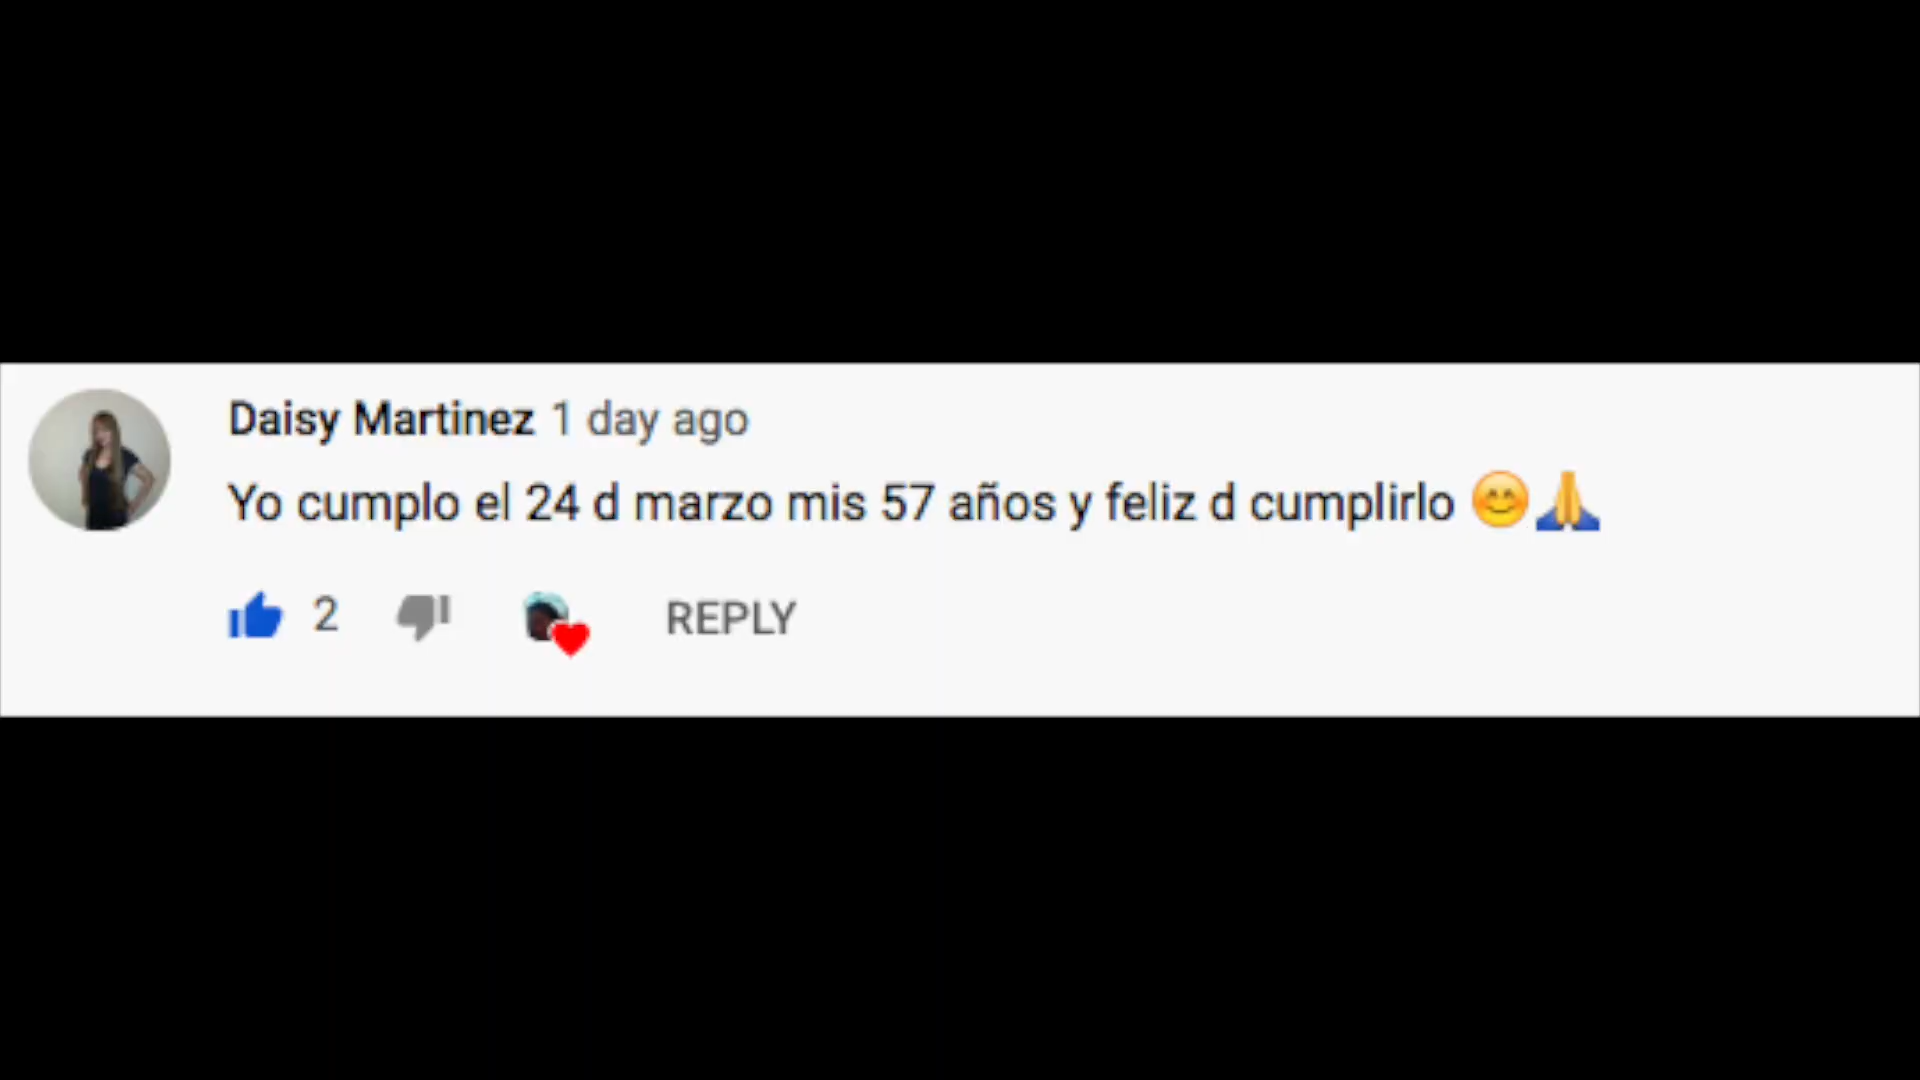 Daisy Martinez 1 day ago
Yo cumplo el 24 d marzo mis 57 años y feliz d cumplirlo 😊🙏
2 REPLY